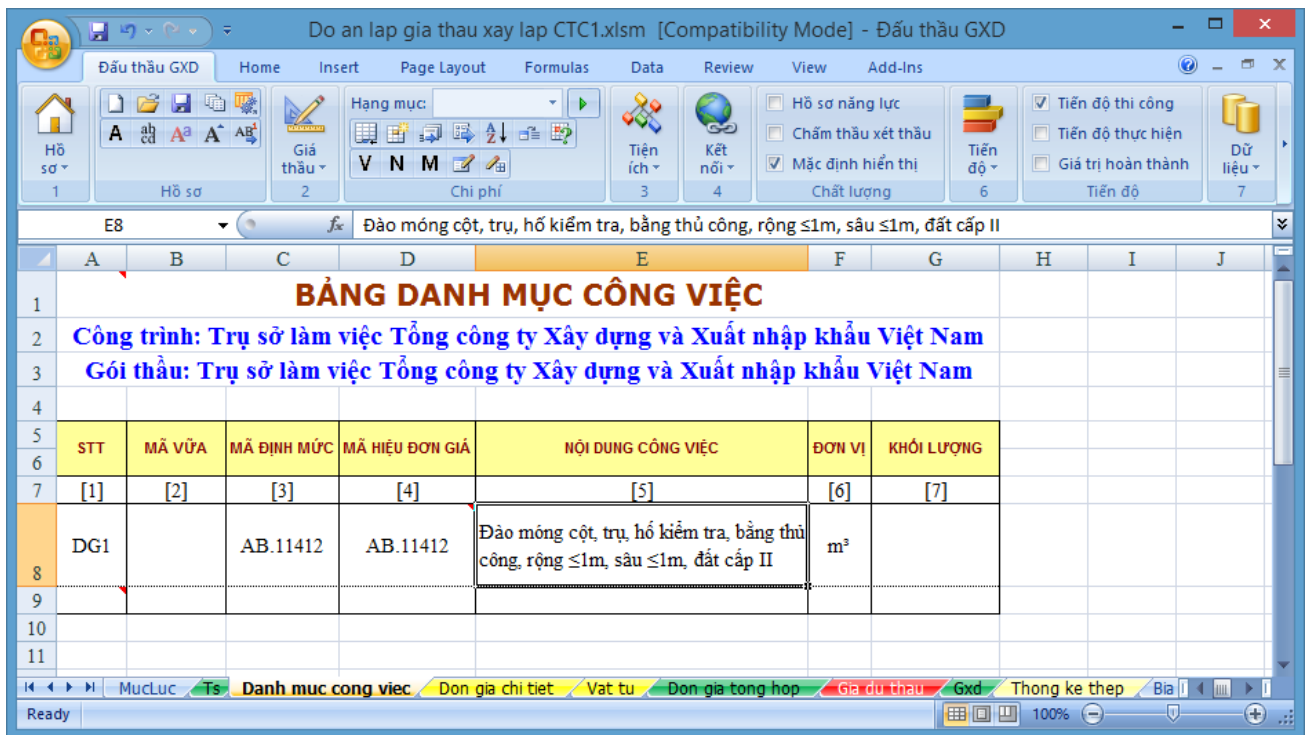 Do an lap gia thau xay lap CTC1.xlsm [Compatibility Mode] - Đấu thầu GXD
Đấu thầu GXD Home Insert Page Layout Formulas Data Review View Add-Ins
Hồ sơ
1
Hồ sơ
Giá thầu
2
Hạng mục:
V N M
Chi phí
Tiện ích
3
Kết nối
4
Hồ sơ năng lực
Chấm thầu xét thầu
Mặc định hiển thị
Chất lượng
Tiến độ
6
Tiến độ thi công
Tiến độ thực hiện
Giá trị hoàn thành
Tiến độ
Dữ liệu
7
E8 fx Đào móng cột, trụ, hố kiểm tra, bằng thủ công, rộng ≤1m, sâu ≤1m, đất cấp II
A B C D E F G H I J
1 BẢNG DANH MỤC CÔNG VIỆC
2 Công trình: Trụ sở làm việc Tổng công ty Xây dựng và Xuất nhập khẩu Việt Nam
3 Gói thầu: Trụ sở làm việc Tổng công ty Xây dựng và Xuất nhập khẩu Việt Nam
4
5
6
STT MÃ VỮA MÃ ĐỊNH MỨC MÃ HIỆU ĐƠN GIÁ NỘI DUNG CÔNG VIỆC ĐƠN VỊ KHỐI LƯỢNG
7 [1] [2] [3] [4] [5] [6] [7]
8 DG1 AB.11412 AB.11412 Đào móng cột, trụ, hố kiểm tra, bằng thủ
công, rộng ≤1m, sâu ≤1m, đất cấp II m³
9
10
11
MucLuc Ts Danh muc cong viec Don gia chi tiet Vat tu Don gia tong hop Gia du thau Gxd Thong ke thep Bia
Ready 100%